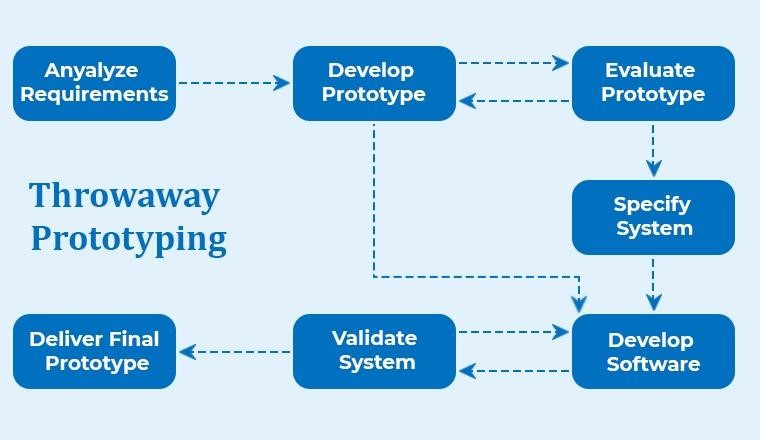 Anyalyze
Requirements
Develop
Prototype
Evaluate
Prototype
Throwaway
Prototyping
Specify
System
Deliver Final
Prototype
Validate
System
Develop
Software